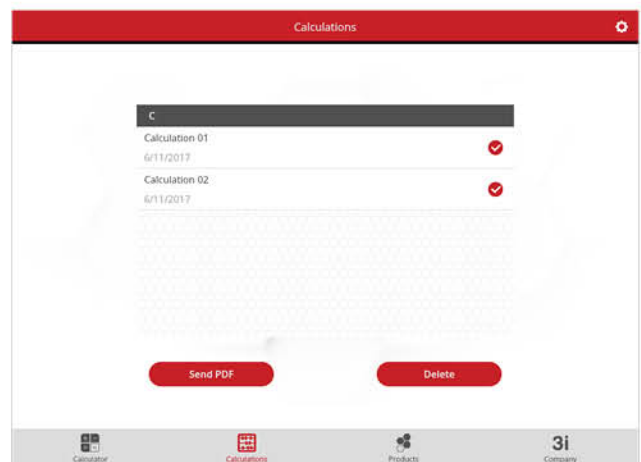 Calculations
C
Calculation 01
6/11/2017
Calculation 02
6/11/2017
Send PDF
Delete
3i
Calculator
Calculations
Products
Company